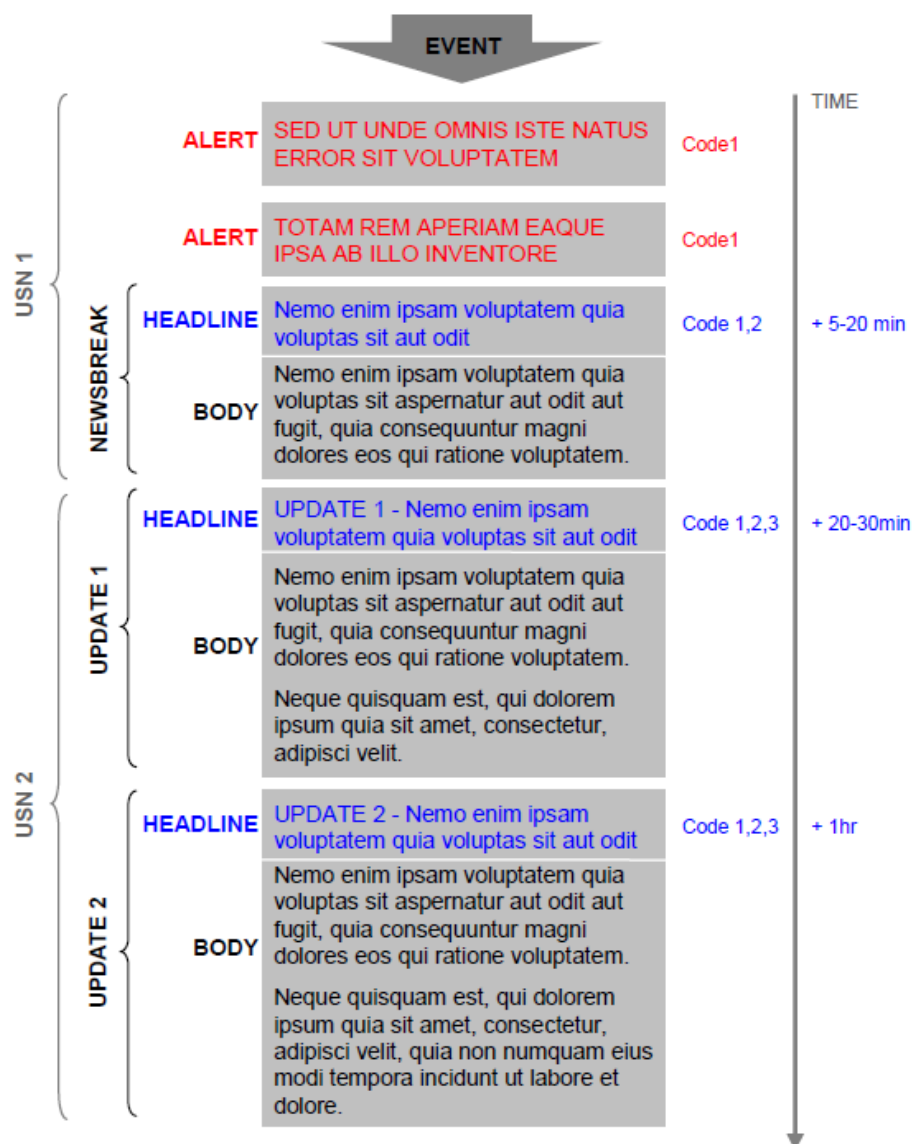 EVENT
TIME
USN 1
ALERT
SED UT UNDE OMNIS ISTE NATUS
ERROR SIT VOLUPTATEM
Code1
ALERT
TOTAM REM APERIAM EAQUE
IPSA AB ILLO INVENTORE
Code1
NEWSBREAK
HEADLINE
Nemo enim ipsam voluptatem quia
voluptas sit aut odit
Code 1,2
+ 5-20 min
BODY
Nemo enim ipsam voluptatem quia
voluptas sit aspernatur aut odit aut
fugit, quia consequuntur magni
dolores eos qui ratione voluptatem.
USN 2
UPDATE 1
HEADLINE
UPDATE 1 - Nemo enim ipsam
voluptatem quia voluptas sit aut odit
Code 1,2,3
+ 20-30min
BODY
Nemo enim ipsam voluptatem quia
voluptas sit aspernatur aut odit aut
fugit, quia consequuntur magni
dolores eos qui ratione voluptatem.
Neque quisquam est, qui dolorem
ipsum quia sit amet, consectetur,
adipisci velit.
UPDATE 2
HEADLINE
UPDATE 2 - Nemo enim ipsam
voluptatem quia voluptas sit aut odit
Code 1,2,3
+ 1hr
BODY
Nemo enim ipsam voluptatem quia
voluptas sit aspernatur aut odit aut
fugit, quia consequuntur magni
dolores eos qui ratione voluptatem.
Neque quisquam est, qui dolorem
ipsum quia sit amet, consectetur,
adipisci velit, quia non numquam eius
modi tempora incidunt ut labore et
dolore.